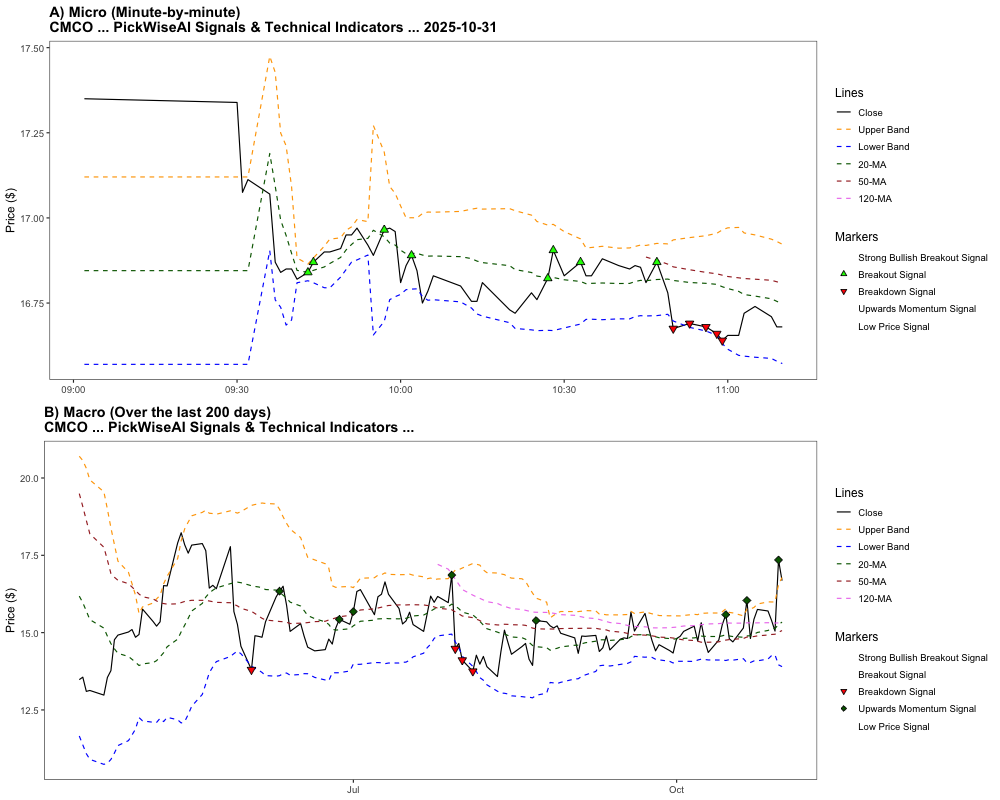 A) Micro (Minute-by-minute)
CMCO ... PickWiseAI Signals & Technical Indicators ... 2025-10-31
Price ($)
17.50
17.25
17.00
16.75
09:00
09:30
10:00
10:30
11:00
Lines
Close
Upper Band
Lower Band
20-MA
50-MA
120-MA
Markers
Strong Bullish Breakout Signal
Breakout Signal
Breakdown Signal
Upwards Momentum Signal
Low Price Signal
B) Macro (Over the last 200 days)
CMCO ... PickWiseAI Signals & Technical Indicators ...
Price ($)
20.0
17.5
15.0
12.5
Jul
Oct
Lines
Close
Upper Band
Lower Band
20-MA
50-MA
120-MA
Markers
Strong Bullish Breakout Signal
Breakout Signal
Breakdown Signal
Upwards Momentum Signal
Low Price Signal